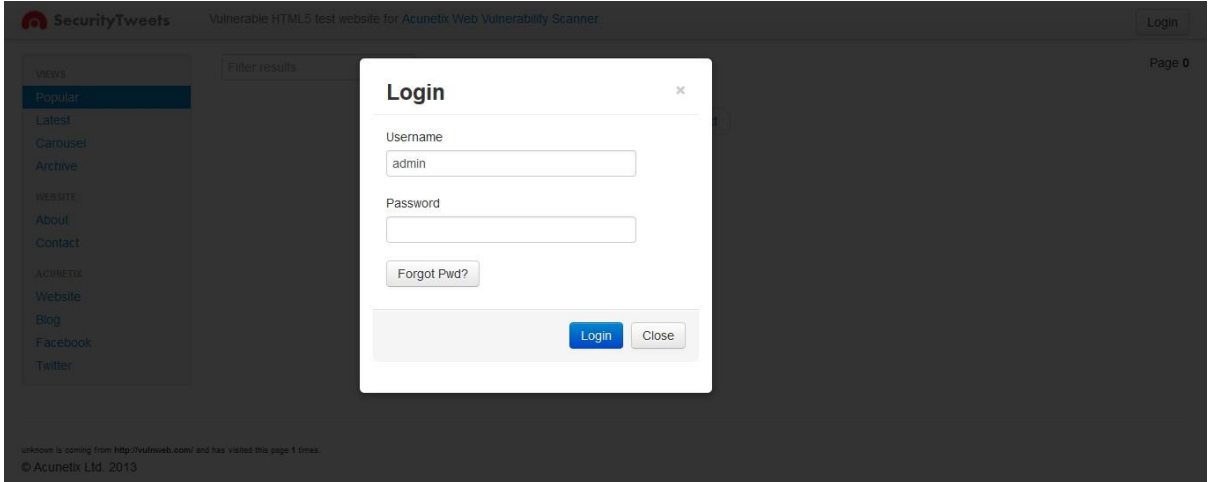 SecurityTweets
Vulnerable HTML5 test website for Acunetix Web Vulnerability Scanner.
Login
VIEWS
Popular
Latest
Carousel
Archive
WEBSITE
About
Contact
ACUNETIX
Website
Blog
Facebook
Twitter
Filter results
Page 0
Login
×
Username
admin
Password
Forgot Pwd?
Login
Close
unknown is coming from http://vulnweb.com/ and has visited this page 1 times.
© Acunetix Ltd. 2013